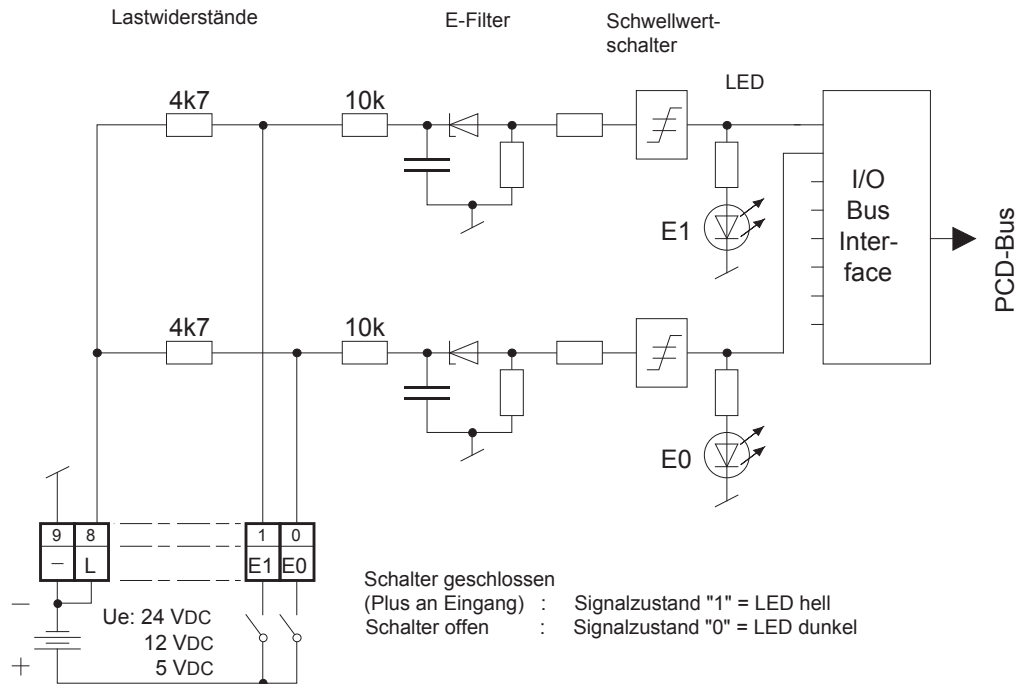 Lastwiderstände
E-Filter
Schwellwert-
schalter
LED
4k7
10k
E1
I/O
Bus
Inter-
face
PCD-Bus
4k7
10k
E0
9 8 1 0
– L E1 E0
–
Ue: 24 VDC
12 VDC
5 VDC
+
Schalter geschlossen
(Plus an Eingang) : Signalzustand "1" = LED hell
Schalter offen : Signalzustand "0" = LED dunkel